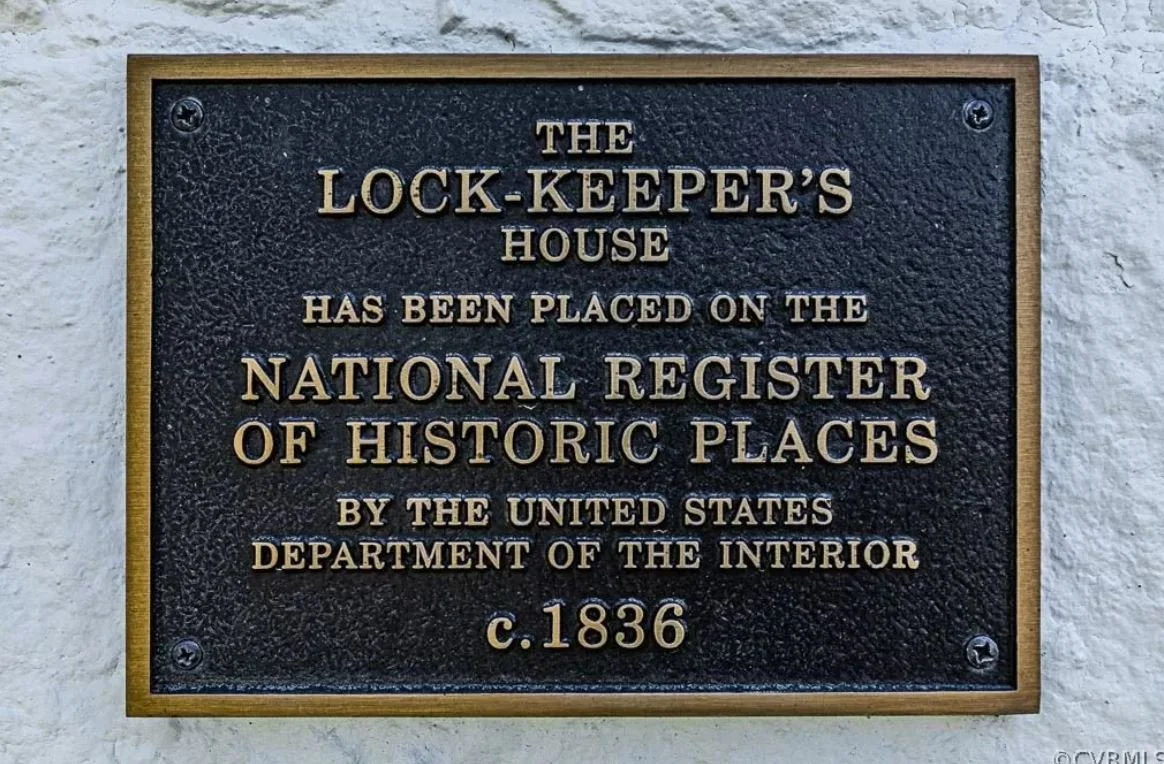 THE
LOCK-KEEPER'S
HOUSE
HAS BEEN PLACED ON THE
NATIONAL REGISTER
OF HISTORIC PLACES
BY THE UNITED STATES
DEPARTMENT OF THE INTERIOR
c.1836
©CVRMLS